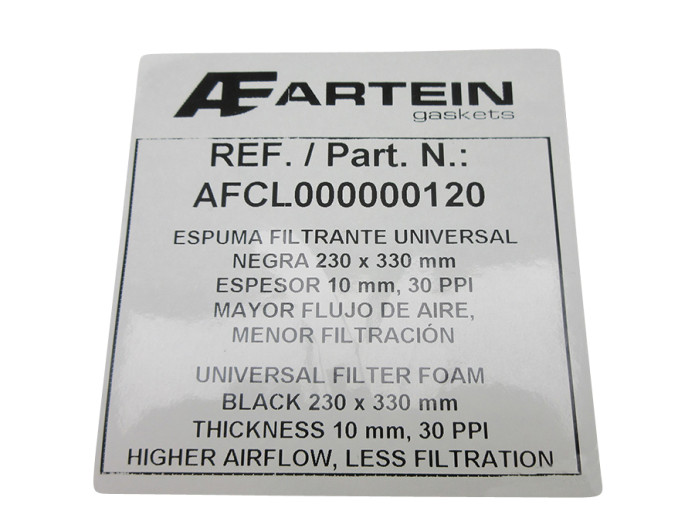 AE ARTEIN
gaskets
REF. / Part. N.:
AFCL000000120
ESPUMA FILTRANTE UNIVERSAL
NEGRA 230 x 330 mm
ESPESOR 10 mm, 30 PPI
MAYOR FLUJO DE AIRE,
MENOR FILTRACIÓN
UNIVERSAL FILTER FOAM
BLACK 230 x 330 mm
THICKNESS 10 mm, 30 PPI
HIGHER AIRFLOW, LESS FILTRATION